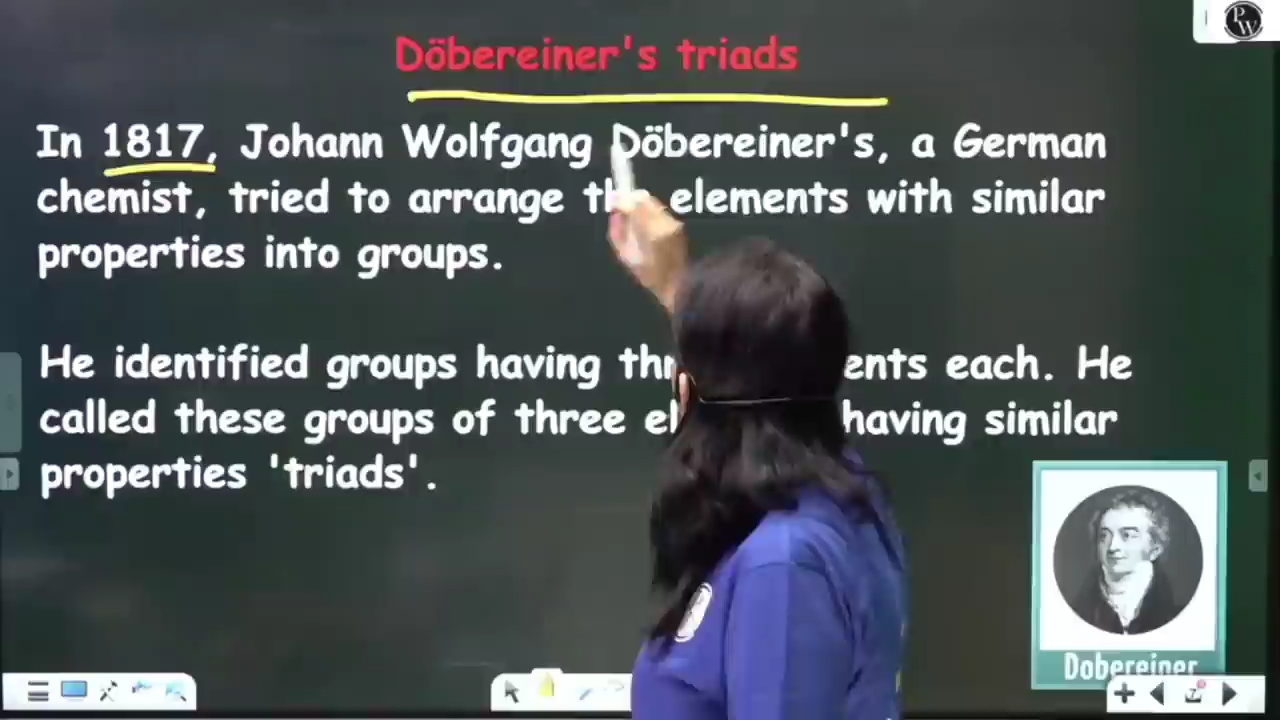 PW
Döbereiner's triads
In 1817, Johann Wolfgang Döbereiner's, a German
chemist, tried to arrange elements with similar
properties into groups.
He identified groups having each. He
called these groups of three having similar
properties 'triads'.
Dobereiner